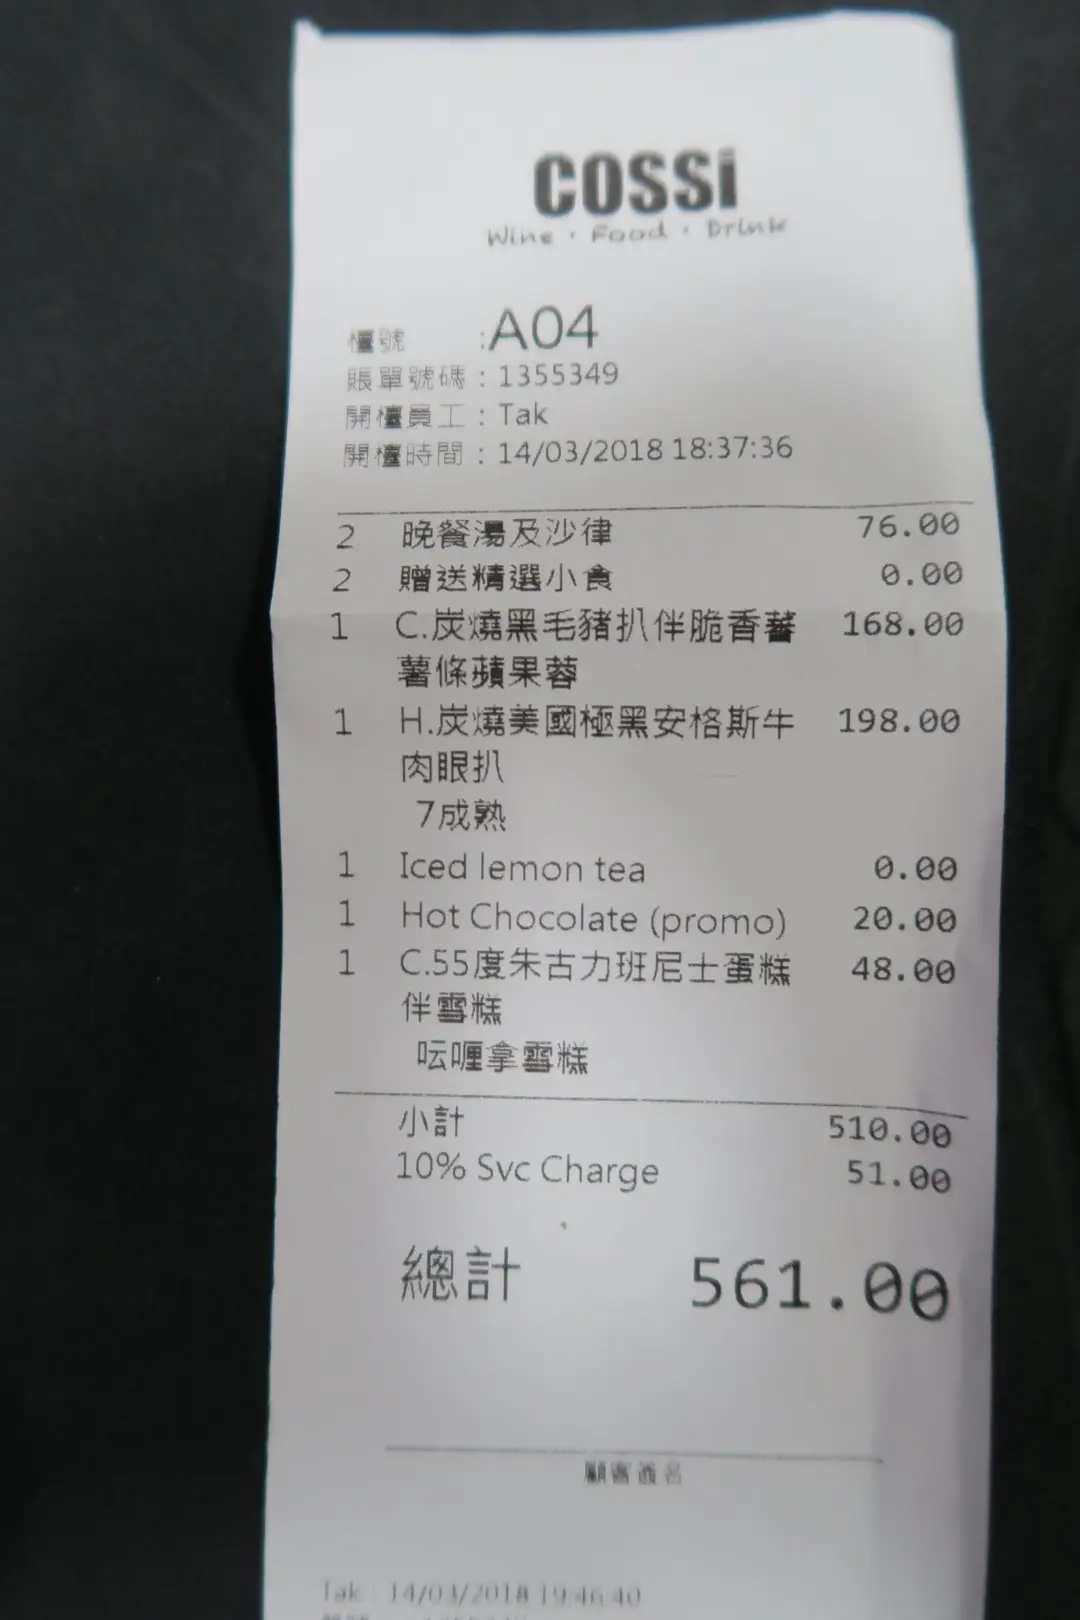 COSSi
Wine · Food · Drink
檯號 :A04
賬單號碼 : 1355349
開檯員工 : Tak
開檯時間 : 14/03/2018 18:37:36
2 晚餐湯及沙律 76.00
2 贈送精選小食 0.00
1 C.炭燒黑毛豬扒伴脆香蕃 168.00
薯條蘋果蓉
1 H.炭燒美國極黑安格斯牛 198.00
肉眼扒
7成熟
1 Iced lemon tea 0.00
1 Hot Chocolate (promo) 20.00
1 C.55度朱古力班尼士蛋糕 48.00
伴雪糕
呍喱拿雪糕
小計 510.00
10% Svc Charge 51.00
總計 561.00
顧客簽名
Tak : 14/03/2018 19:46:40